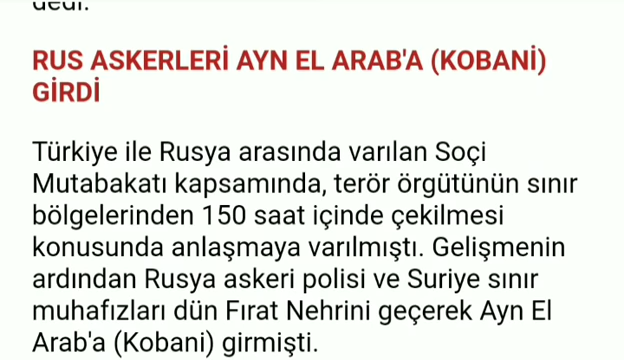 dedi.
RUS ASKERLERİ AYN EL ARAB'A (KOBANİ)
GİRDİ
Türkiye ile Rusya arasında varılan Soçi
Mutabakatı kapsamında, terör örgütünün sınır
bölgelerinden 150 saat içinde çekilmesi
konusunda anlaşmaya varılmıştı. Gelişmenin
ardından Rusya askeri polisi ve Suriye sınır
muhafızları dün Fırat Nehrini geçerek Ayn El
Arab'a (Kobani) girmişti.